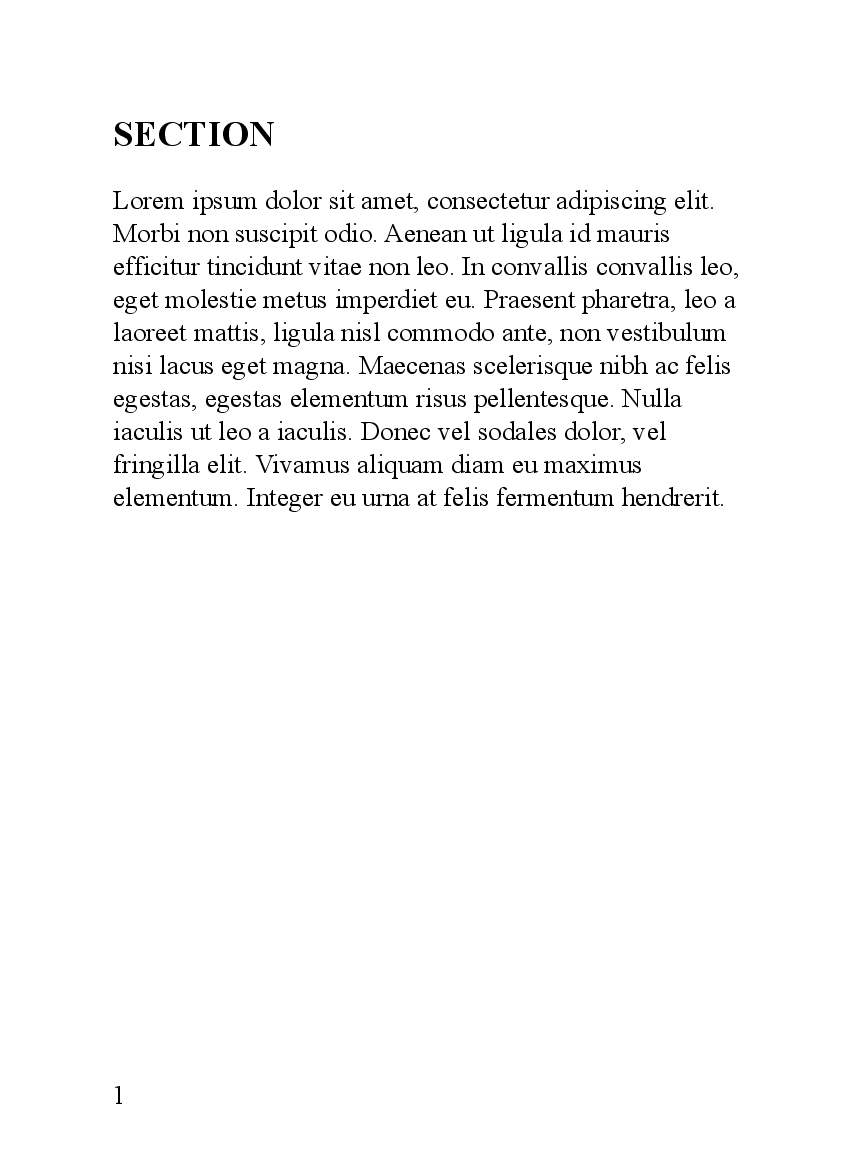 SECTION
Lorem ipsum dolor sit amet, consectetur adipiscing elit.
Morbi non suscipit odio. Aenean ut ligula id mauris
efficitur tincidunt vitae non leo. In convallis convallis leo,
eget molestie metus imperdiet eu. Praesent pharetra, leo a
laoreet mattis, ligula nisl commodo ante, non vestibulum
nisi lacus eget magna. Maecenas scelerisque nibh ac felis
egestas, egestas elementum risus pellentesque. Nulla
iaculis ut leo a iaculis. Donec vel sodales dolor, vel
fringilla elit. Vivamus aliquam diam eu maximus
elementum. Integer eu urna at felis fermentum hendrerit.
1